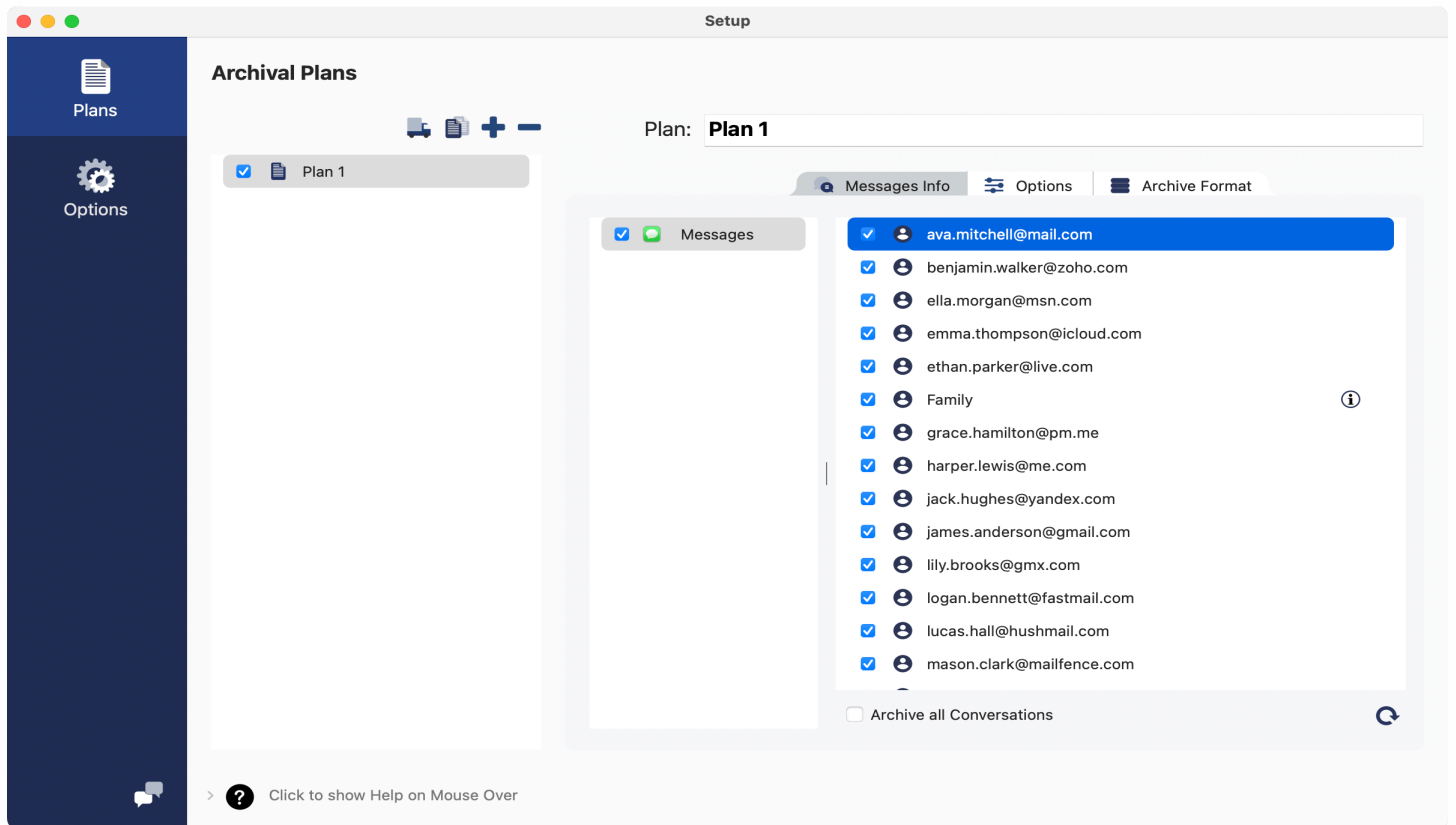 Setup
Plans
Options
Archival Plans
Plan 1
Plan: Plan 1
Messages Info
Options
Archive Format
Messages
ava.mitchell@mail.com
benjamin.walker@zoho.com
ella.morgan@msn.com
emma.thompson@icloud.com
ethan.parker@live.com
Family
grace.hamilton@pm.me
harper.lewis@me.com
jack.hughes@yandex.com
james.anderson@gmail.com
lily.brooks@gmx.com
logan.bennett@fastmail.com
lucas.hall@hushmail.com
mason.clark@mailfence.com
Archive all Conversations
? Click to show Help on Mouse Over